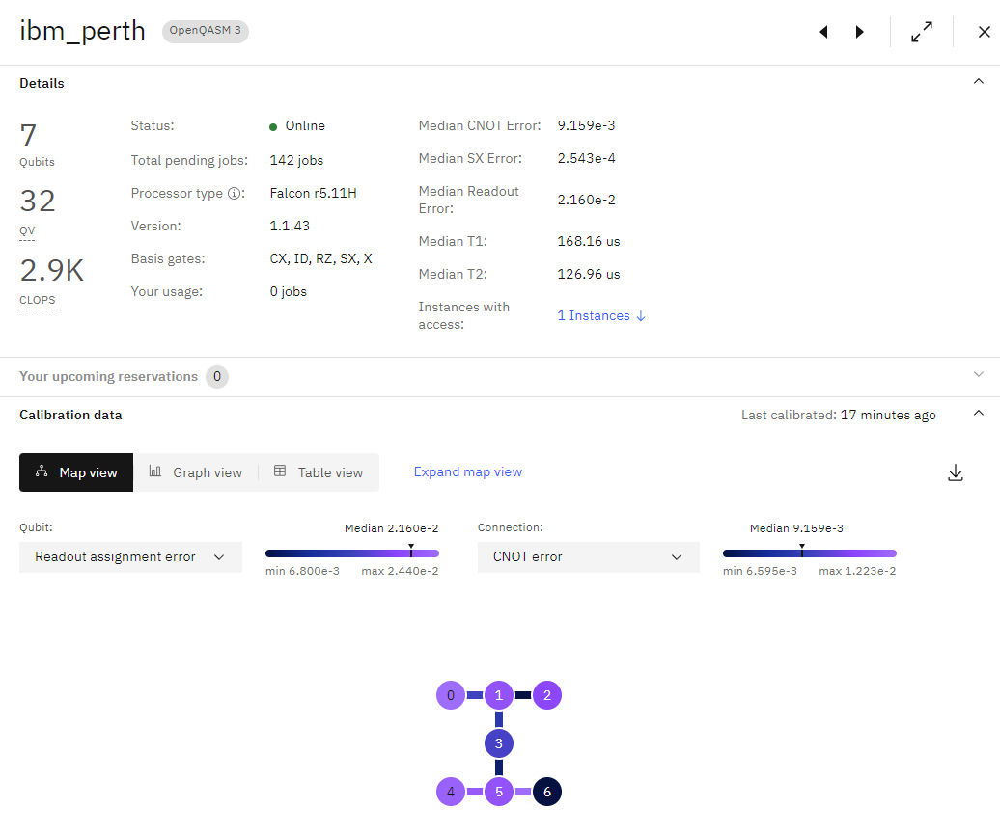 ibm_perth OpenQASM 3
Details
7
Qubits
32
QV
2.9K
CLOPS
Status: Online
Total pending jobs: 142 jobs
Processor type : Falcon r5.11H
Version: 1.1.43
Basis gates: CX, ID, RZ, SX, X
Your usage: 0 jobs
Median CNOT Error: 9.159e-3
Median SX Error: 2.543e-4
Median Readout
Error: 2.160e-2
Median T1: 168.16 us
Median T2: 126.96 us
Instances with
access: 1 Instances ↓
Your upcoming reservations 0
Calibration data Last calibrated: 17 minutes ago
Map view Graph view Table view Expand map view
Qubit: Median 2.160e-2 Connection: Median 9.159e-3
Readout assignment error CNOT error
min 6.800e-3 max 2.440e-2 min 6.595e-3 max 1.223e-2
0 1 2
3
4 5 6